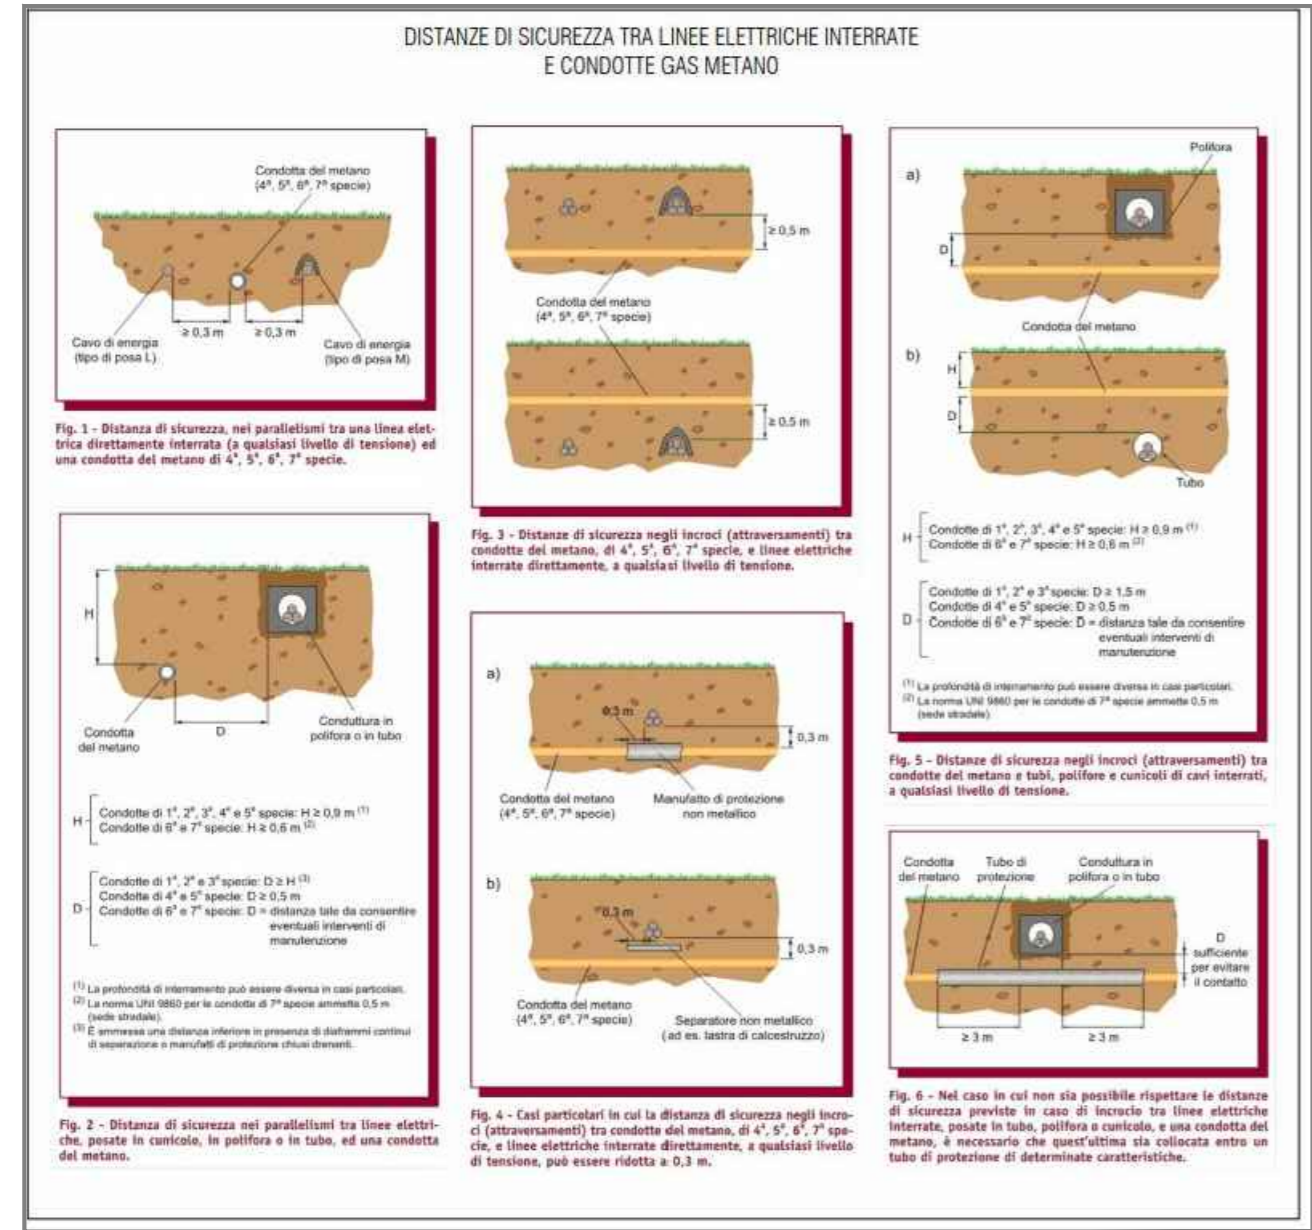 DISTANZE DI SICUREZZA TRA LINEE ELETTRICHE INTERRATE
E CONDOTTE GAS METANO
Condotta del metano
(4ª, 5ª, 6ª, 7ª specie)
≥ 0,3 m
≥ 0,3 m
Cavo di energia
(tipo di posa L)
Cavo di energia
(tipo di posa M)
Fig. 1 - Distanza di sicurezza, nei parallelismi tra una linea elet-
trica direttamente interrata (a qualsiasi livello di tensione) ed
una condotta del metano di 4ª, 5ª, 6ª, 7ª specie.
H
Condotta
del metano
D
Conduttura in
polifora o in tubo
H
Condotte di 1ª, 2ª, 3ª, 4ª e 5ª specie: H ≥ 0,9 m (1)
Condotte di 6ª e 7ª specie: H ≥ 0,6 m (2)
D
Condotte di 1ª, 2ª e 3ª specie: D ≥ H (3)
Condotte di 4ª e 5ª specie: D ≥ 0,5 m
Condotte di 6ª e 7ª specie: D = distanza tale da consentire
eventuali interventi di
manutenzione
(1) La profondità di interramento può essere diversa in casi particolari.
(2) La norma UNI 9860 per le condotte di 7ª specie ammette 0,5 m
(sede stradale).
(3) È ammessa una distanza inferiore in presenza di diaframmi continui
di separazione o manufatti di protezione chiusi drenanti.
Fig. 2 - Distanza di sicurezza nei parallelismi tra linee elettri-
che, posate in cunicolo, in polifora o in tubo, ed una condotta
del metano.
≥ 0,5 m
Condotta del metano
(4ª, 5ª, 6ª, 7ª specie)
≥ 0,5 m
Fig. 3 - Distanze di sicurezza negli incroci (attraversamenti) tra
condotte del metano, di 4ª, 5ª, 6ª, 7ª specie, e linee elettriche
interrate direttamente, a qualsiasi livello di tensione.
a)
0,3 m
0,3 m
Condotta del metano
(4ª, 5ª, 6ª, 7ª specie)
Manufatto di protezione
non metallico
b)
0,3 m
0,3 m
Condotta del metano
(4ª, 5ª, 6ª, 7ª specie)
Separatore non metallico
(ad es. lastra di calcestruzzo)
Fig. 4 - Casi particolari in cui la distanza di sicurezza negli incro-
ci (attraversamenti) tra condotte del metano, di 4ª, 5ª, 6ª, 7ª spe-
cie, e linee elettriche interrate direttamente, a qualsiasi livello
di tensione, può essere ridotta a 0,3 m.
Polifora
a)
D
Condotta del metano
b)
H
D
Tubo
H
Condotte di 1ª, 2ª, 3ª, 4ª e 5ª specie: H ≥ 0,9 m (1)
Condotte di 6ª e 7ª specie: H ≥ 0,6 m (2)
D
Condotte di 1ª, 2ª e 3ª specie: D ≥ 1,5 m
Condotte di 4ª e 5ª specie: D ≥ 0,5 m
Condotte di 6ª e 7ª specie: D = distanza tale da consentire
eventuali interventi di
manutenzione
(1) La profondità di interramento può essere diversa in casi particolari.
(2) La norma UNI 9860 per le condotte di 7ª specie ammette 0,5 m
(sede stradale).
Fig. 5 - Distanze di sicurezza negli incroci (attraversamenti) tra
condotte del metano e tubi, polifore e cunicoli di cavi interrati,
a qualsiasi livello di tensione.
Condotta
del metano
Tubo di
protezione
Conduttura in
polifora o in tubo
D
sufficiente
per evitare
il contatto
≥ 3 m
≥ 3 m
Fig. 6 - Nel caso in cui non sia possibile rispettare le distanze
di sicurezza previste in caso di incrocio tra linee elettriche
interrate, posate in tubo, polifora o cunicolo, e una condotta del
metano, è necessario che quest'ultima sia collocata entro un
tubo di protezione di determinate caratteristiche.